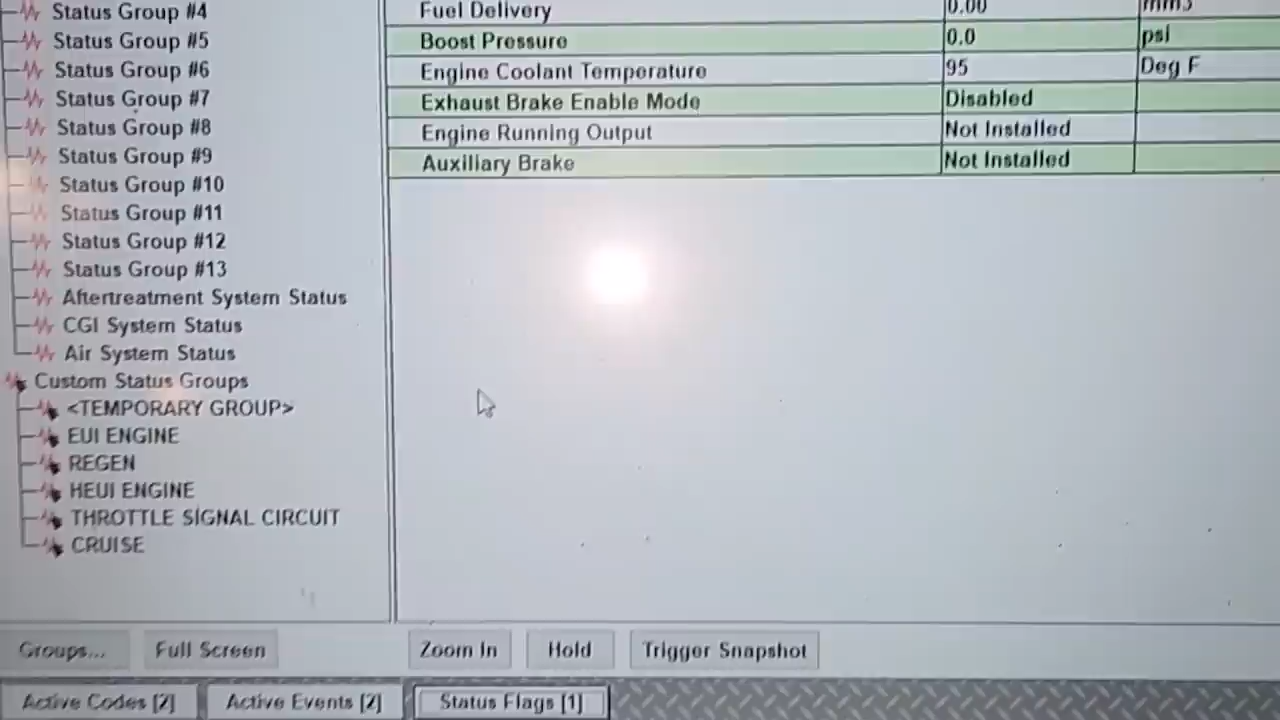 Status Group #4
Status Group #5
Status Group #6
Status Group #7
Status Group #8
Status Group #9
Status Group #10
Status Group #11
Status Group #12
Status Group #13
Aftertreatment System Status
CGI System Status
Air System Status
Custom Status Groups
<TEMPORARY GROUP>
EUI ENGINE
REGEN
HEUI ENGINE
THROTTLE SIGNAL CIRCUIT
CRUISE
Fuel Delivery 0.00 mm3
Boost Pressure 0.0 psi
Engine Coolant Temperature 95 Deg F
Exhaust Brake Enable Mode Disabled
Engine Running Output Not Installed
Auxiliary Brake Not Installed
Groups... Full Screen Zoom In Hold Trigger Snapshot
Active Codes [2] Active Events [2] Status Flags [1]